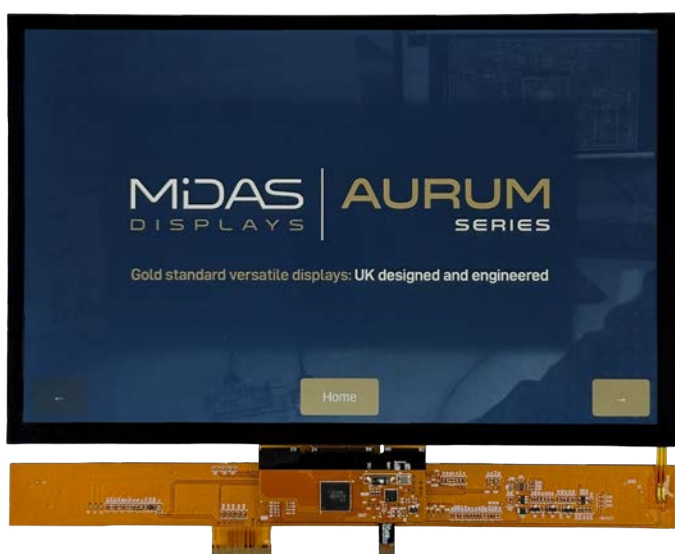 MiDAS
DISPLAYS
AURUM
SERIES
Gold standard versatile displays: UK designed and engineered
←
Home
→